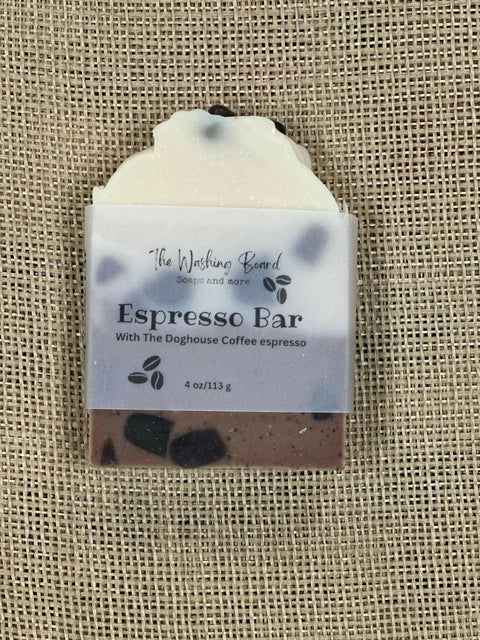 The Washing Board
Soaps and more
Espresso Bar
With The Doghouse Coffee espresso
4 oz/113 g